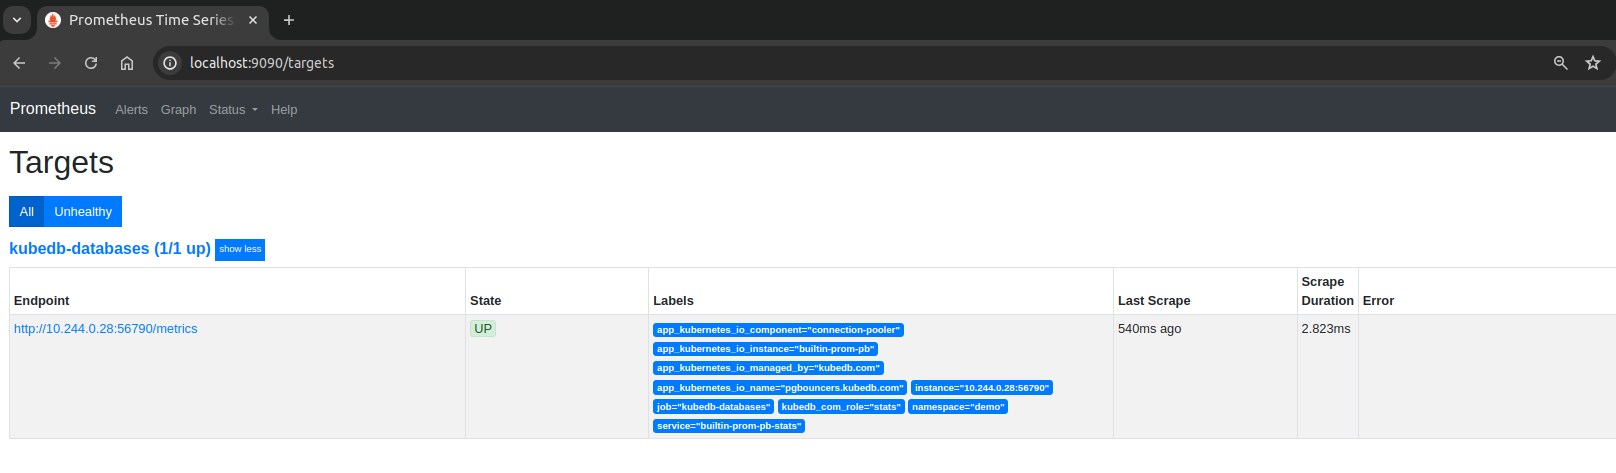 Prometheus Time Series
localhost:9090/targets
Prometheus Alerts Graph Status Help
Targets
All Unhealthy
kubedb-databases (1/1 up) show less
Endpoint State Labels Last Scrape Scrape Duration Error
http://10.244.0.28:56790/metrics UP app_kubernetes_io_component="connection-pooler" 540ms ago 2.823ms
app_kubernetes_io_instance="builtin-prom-pb"
app_kubernetes_io_managed_by="kubedb.com"
app_kubernetes_io_name="pgbouncers.kubedb.com" instance="10.244.0.28:56790"
job="kubedb-databases" kubedb_com_role="stats" namespace="demo"
service="builtin-prom-pb-stats"